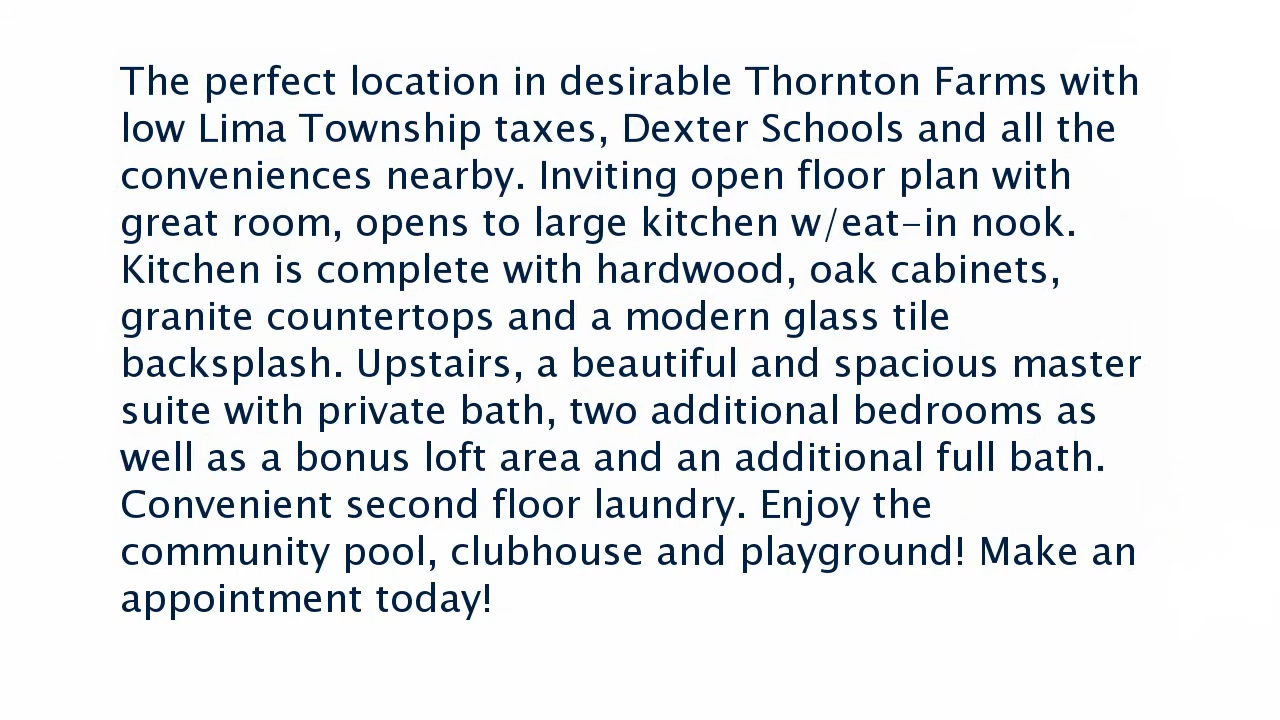 The perfect location in desirable Thornton Farms with
low Lima Township taxes, Dexter Schools and all the
conveniences nearby. Inviting open floor plan with
great room, opens to large kitchen w/eat-in nook.
Kitchen is complete with hardwood, oak cabinets,
granite countertops and a modern glass tile
backsplash. Upstairs, a beautiful and spacious master
suite with private bath, two additional bedrooms as
well as a bonus loft area and an additional full bath.
Convenient second floor laundry. Enjoy the
community pool, clubhouse and playground! Make an
appointment today!